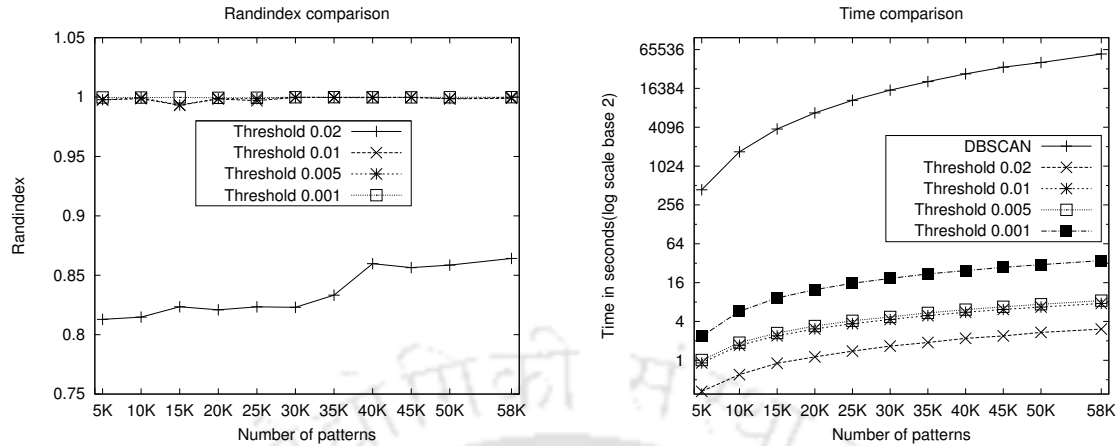 Randindex comparison
1.05
1
0.95
0.9
0.85
0.8
0.75
Randindex
Threshold 0.02
Threshold 0.01
Threshold 0.005
Threshold 0.001
5K 10K 15K 20K 25K 30K 35K 40K 45K 50K 58K
Number of patterns
Time comparison
65536
16384
4096
1024
256
64
16
4
1
Time in seconds(log scale base 2)
DBSCAN
Threshold 0.02
Threshold 0.01
Threshold 0.005
Threshold 0.001
5K 10K 15K 20K 25K 30K 35K 40K 45K 50K 58K
Number of patterns